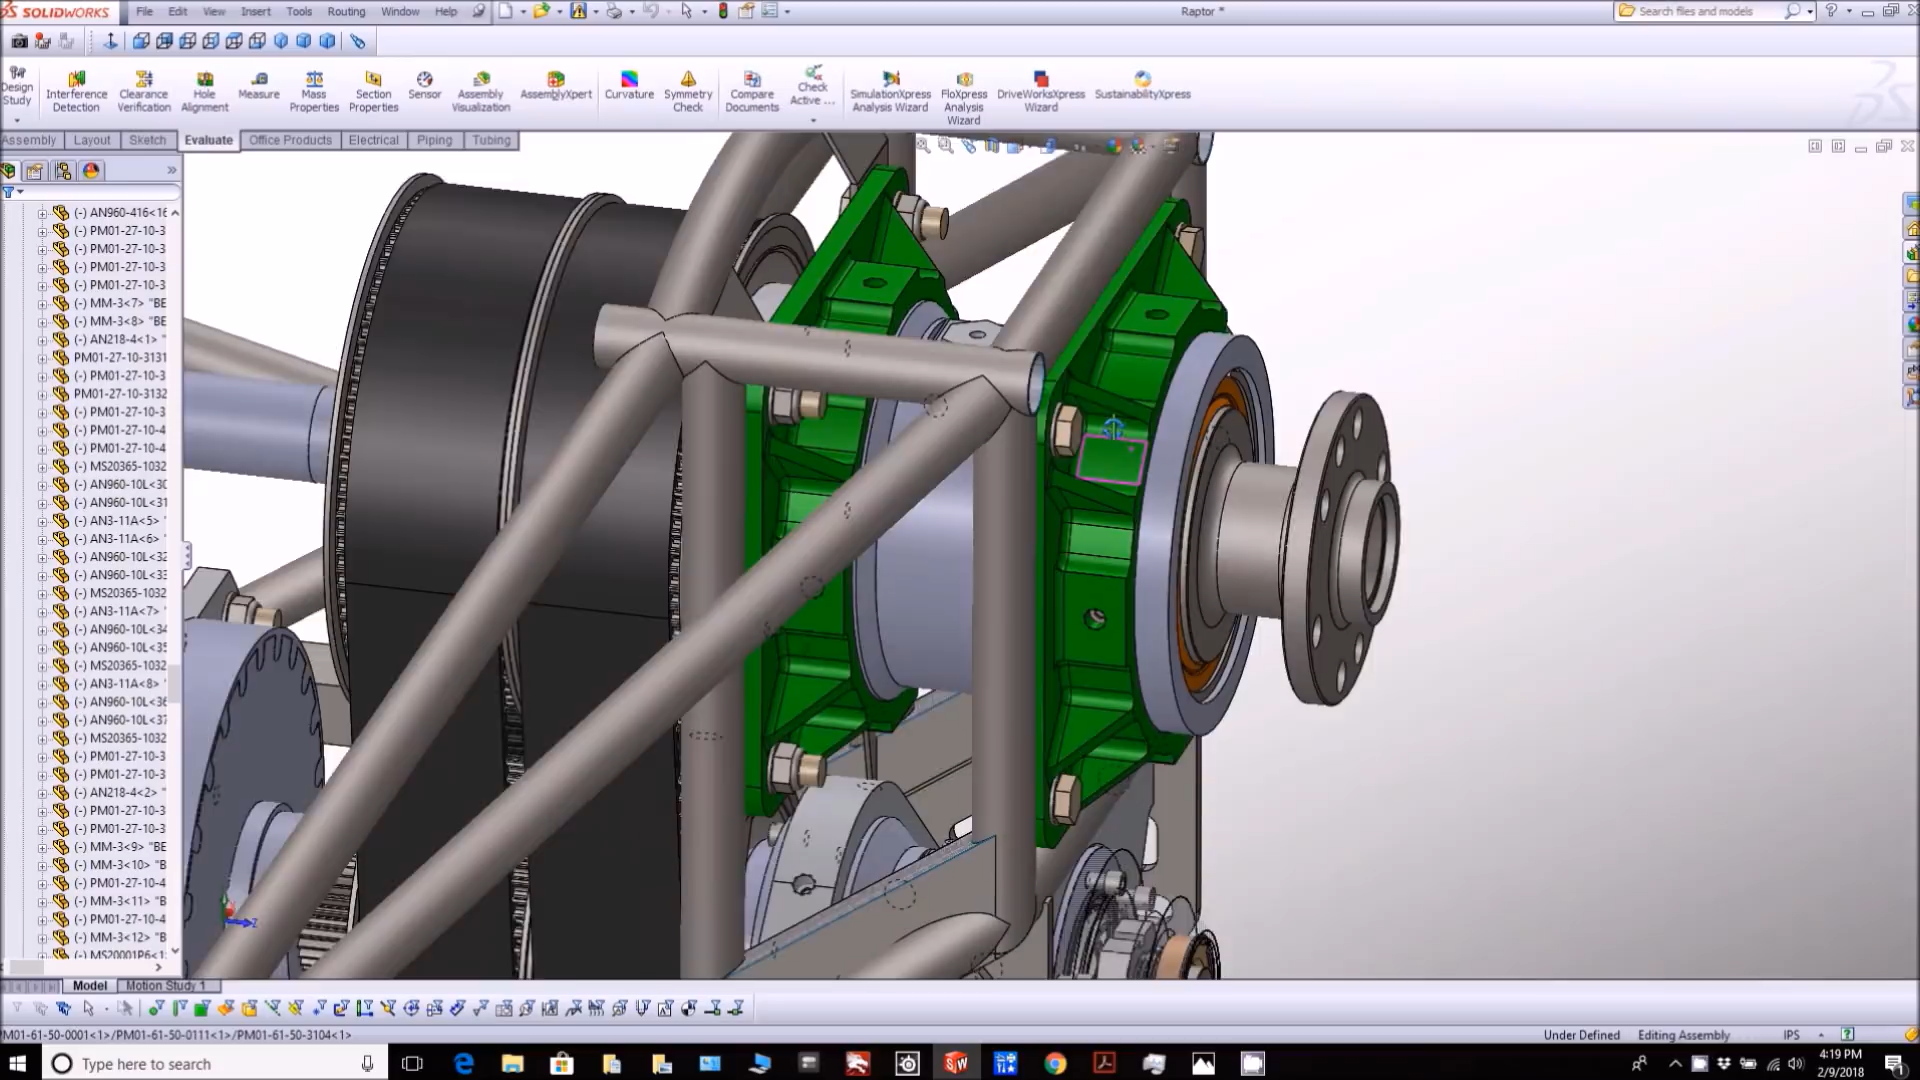 SOLIDWORKS File Edit View Insert Tools Routing Window Help Raptor * Search files and models
Design Study
Interference Detection
Clearance Verification
Hole Alignment
Measure
Mass Properties
Section Properties
Sensor
Assembly Visualization
AssemblyXpert
Curvature
Symmetry Check
Compare Documents
Check Active ...
SimulationXpress Analysis Wizard
FloXpress Analysis Wizard
DriveWorksXpress Wizard
SustainabilityXpress
Assembly Layout Sketch Evaluate Office Products Electrical Piping Tubing
(-) AN960-416<16
(-) PM01-27-10-3
(-) PM01-27-10-3
(-) PM01-27-10-3
(-) PM01-27-10-3
(-) MM-3<7> "BE
(-) MM-3<8> "BE
(-) AN218-4<1> "
PM01-27-10-3131
(-) PM01-27-10-3
PM01-27-10-3132
(-) PM01-27-10-3
(-) PM01-27-10-4
(-) PM01-27-10-4
(-) MS20365-1032
(-) AN960-10L<30
(-) AN960-10L<31
(-) AN3-11A<5> "
(-) AN3-11A<6> "
(-) AN960-10L<32
(-) AN960-10L<33
(-) MS20365-1032
(-) AN3-11A<7> "
(-) AN960-10L<34
(-) AN960-10L<35
(-) MS20365-1032
(-) AN3-11A<8> "
(-) AN960-10L<36
(-) AN960-10L<37
(-) MS20365-1032
(-) PM01-27-10-3
(-) PM01-27-10-3
(-) AN218-4<2> "
(-) PM01-27-10-3
(-) PM01-27-10-3
(-) MM-3<9> "BE
(-) MM-3<10> "B
(-) PM01-27-10-4
(-) MM-3<11> "B
(-) PM01-27-10-4
(-) MM-3<12> "B
(-) MS20001P6<1
Z
Model Motion Study 1
PM01-61-50-0001<1>/PM01-61-50-0111<1>/PM01-61-50-3104<1> Under Defined Editing Assembly IPS
Type here to search
4:19 PM
2/9/2018